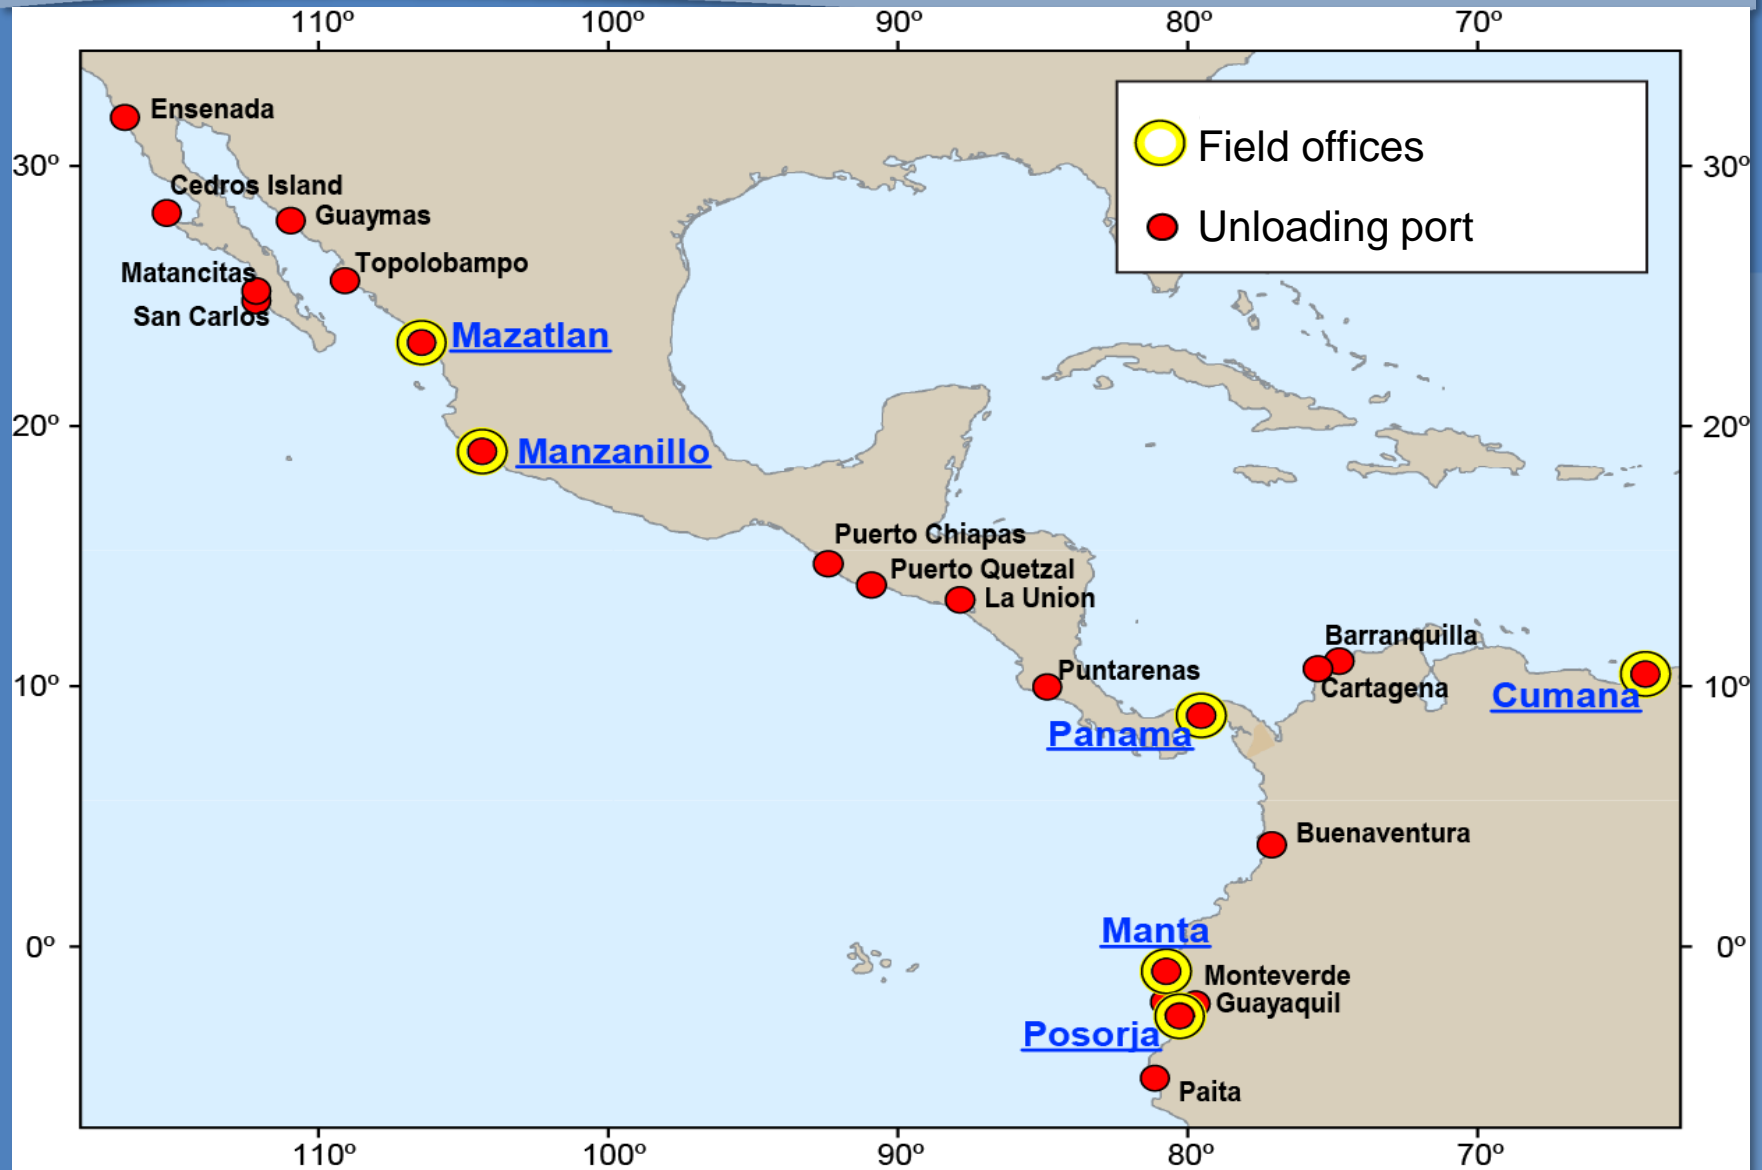 110º 100º 90º 80º 70º
Field offices
Unloading port
30º 30º
20º 20º
10º 10º
0º 0º
Ensenada
Cedros Island
Guaymas
Topolobampo
Matancitas
San Carlos
Mazatlan
Manzanillo
Puerto Chiapas
Puerto Quetzal
La Union
Barranquilla
Puntarenas
Cartagena
Cumana
Panama
Buenaventura
Manta
Monteverde
Guayaquil
Posorja
Paita
110º 100º 90º 80º 70º